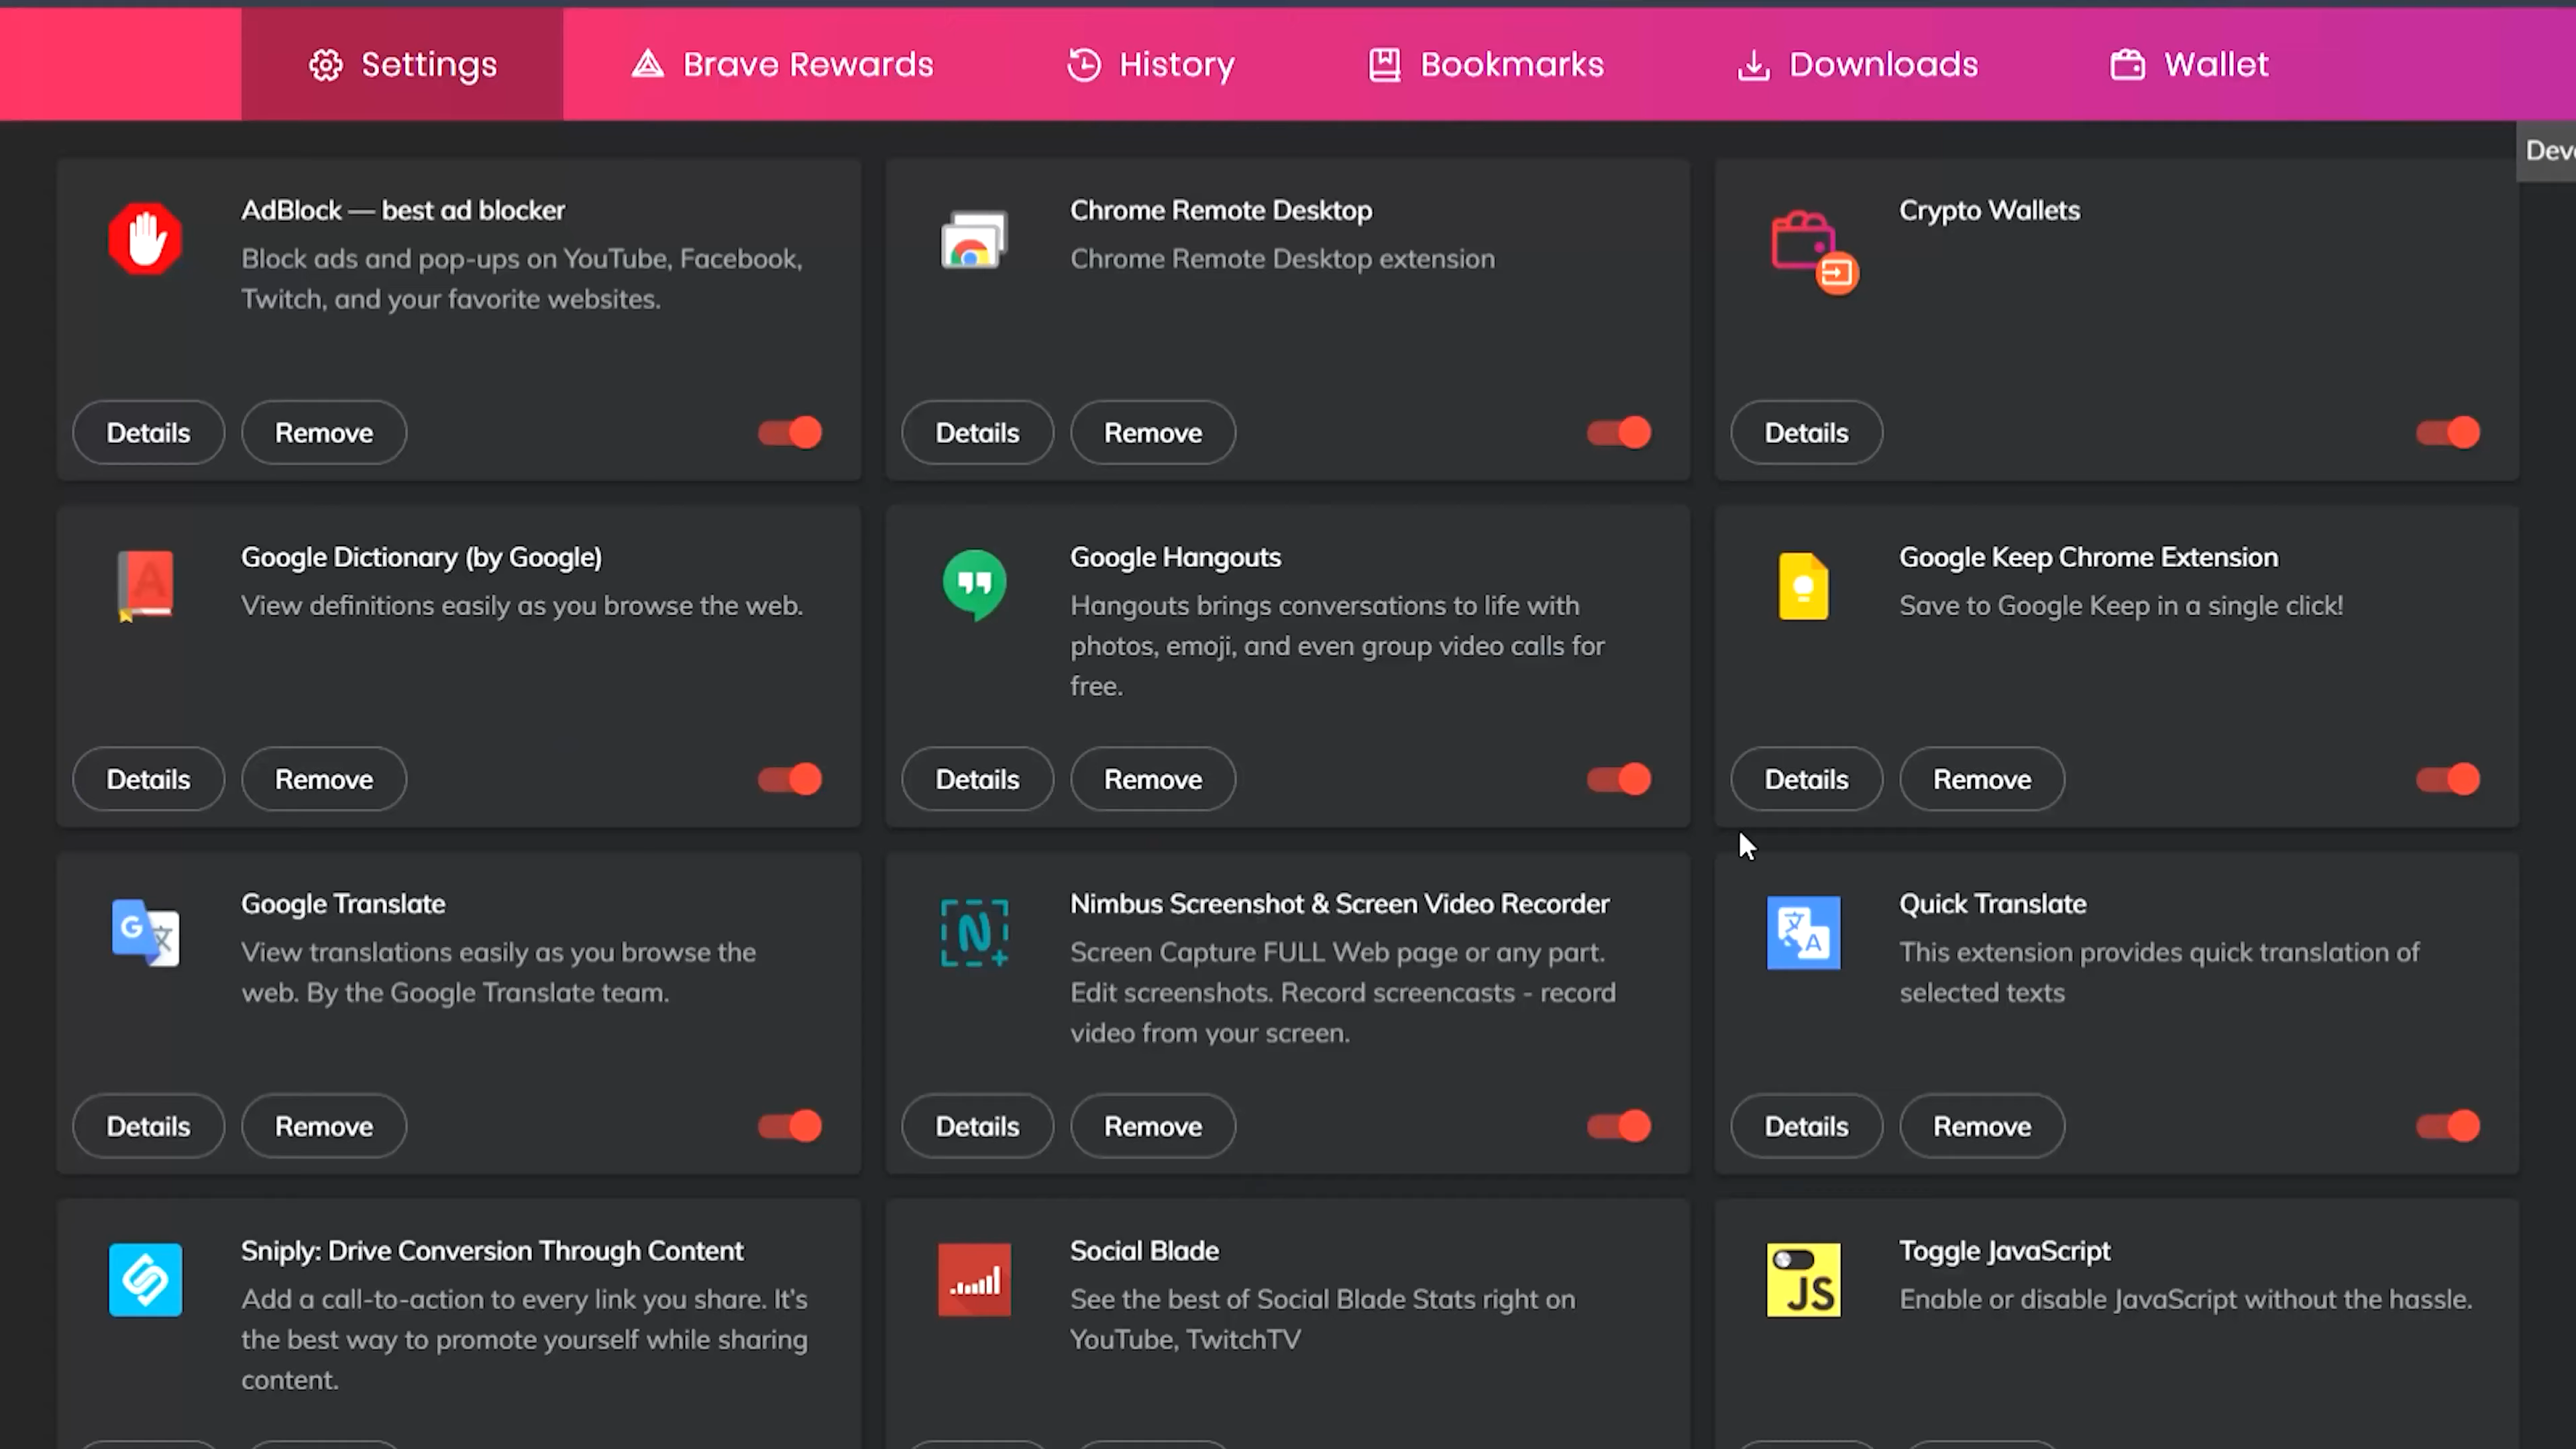 Settings
Brave Rewards
History
Bookmarks
Downloads
Wallet
AdBlock — best ad blocker
Block ads and pop-ups on YouTube, Facebook,
Twitch, and your favorite websites.
Details
Remove
Chrome Remote Desktop
Chrome Remote Desktop extension
Details
Remove
Crypto Wallets
Details
Google Dictionary (by Google)
View definitions easily as you browse the web.
Details
Remove
Google Hangouts
Hangouts brings conversations to life with
photos, emoji, and even group video calls for
free.
Details
Remove
Google Keep Chrome Extension
Save to Google Keep in a single click!
Details
Remove
Google Translate
View translations easily as you browse the
web. By the Google Translate team.
Details
Remove
Nimbus Screenshot & Screen Video Recorder
Screen Capture FULL Web page or any part.
Edit screenshots. Record screencasts - record
video from your screen.
Details
Remove
Quick Translate
This extension provides quick translation of
selected texts
Details
Remove
Sniply: Drive Conversion Through Content
Add a call-to-action to every link you share. It's
the best way to promote yourself while sharing
content.
Social Blade
See the best of Social Blade Stats right on
YouTube, TwitchTV
JS
Toggle JavaScript
Enable or disable JavaScript without the hassle.